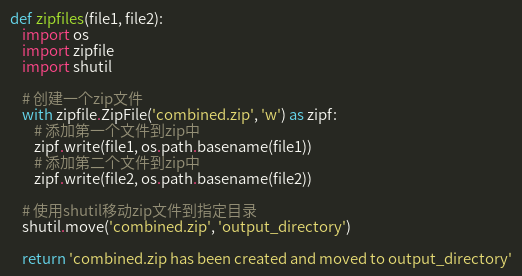 def zipfiles(file1, file2):
    import os
    import zipfile
    import shutil

    # 创建一个zip文件
    with zipfile.ZipFile('combined.zip', 'w') as zipf:
        # 添加第一个文件到zip中
        zipf.write(file1, os.path.basename(file1))
        # 添加第二个文件到zip中
        zipf.write(file2, os.path.basename(file2))

    # 使用shutil移动zip文件到指定目录
    shutil.move('combined.zip', 'output_directory')

    return 'combined.zip has been created and moved to output_directory'